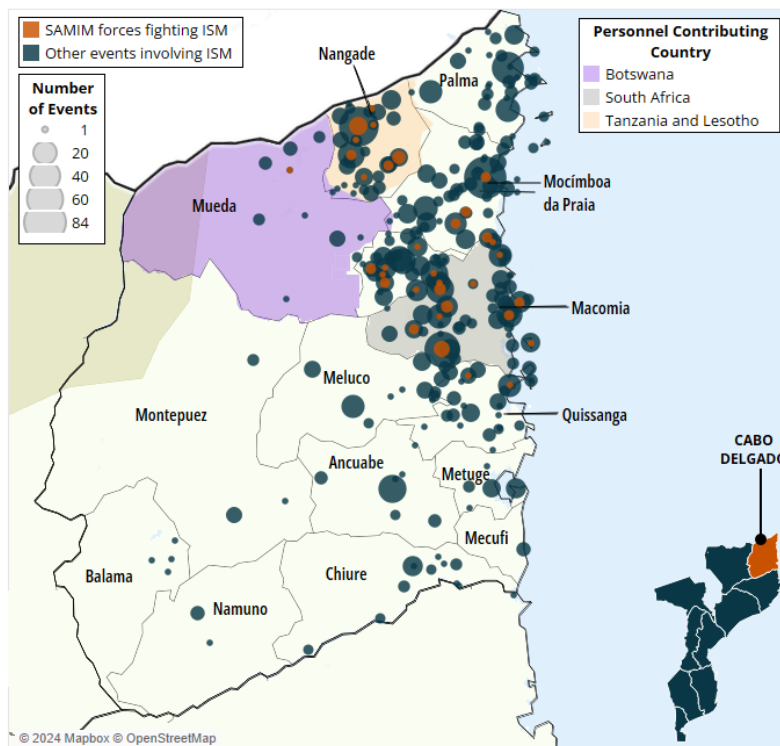 SAMIM forces fighting ISM
Other events involving ISM
Number
of Events
1
20
40
60
84
Personnel Contributing
Country
Botswana
South Africa
Tanzania and Lesotho
Nangade
Palma
Mueda
Mocímboa
da Praia
Macomia
Meluco
Montepuez
Quissanga
Ancuabe
Metuge
Mecufi
Balama
Chiure
Namuno
CABO
DELGADO
© 2024 Mapbox © OpenStreetMap